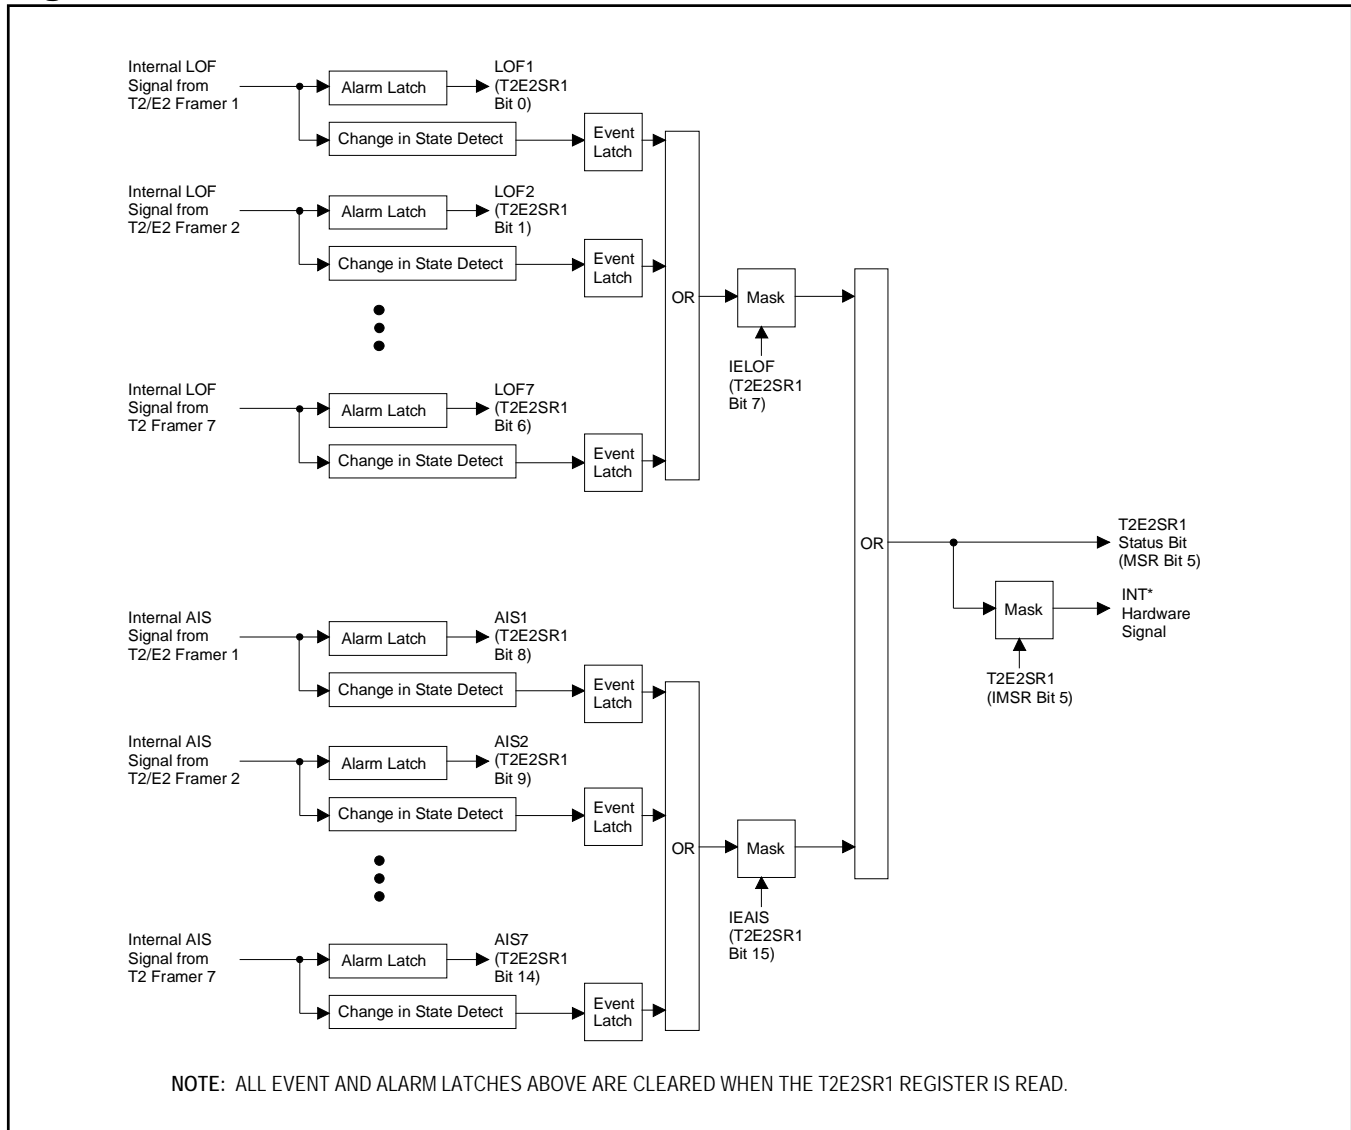 Internal LOF
Signal from
T2/E2 Framer 1
Alarm Latch
LOF1
(T2E2SR1
Bit 0)
Change in State Detect
Event
Latch
Internal LOF
Signal from
T2/E2 Framer 2
Alarm Latch
LOF2
(T2E2SR1
Bit 1)
Change in State Detect
Event
Latch
OR
Mask
IELOF
(T2E2SR1
Bit 7)
Internal LOF
Signal from
T2 Framer 7
Alarm Latch
LOF7
(T2E2SR1
Bit 6)
Change in State Detect
Event
Latch
OR
T2E2SR1
Status Bit
(MSR Bit 5)
Mask
INT*
Hardware
Signal
T2E2SR1
(IMSR Bit 5)
Internal AIS
Signal from
T2/E2 Framer 1
Alarm Latch
AIS1
(T2E2SR1
Bit 8)
Change in State Detect
Event
Latch
Internal AIS
Signal from
T2/E2 Framer 2
Alarm Latch
AIS2
(T2E2SR1
Bit 9)
Change in State Detect
Event
Latch
OR
Mask
IEAIS
(T2E2SR1
Bit 15)
Internal AIS
Signal from
T2 Framer 7
Alarm Latch
AIS7
(T2E2SR1
Bit 14)
Change in State Detect
Event
Latch
NOTE: ALL EVENT AND ALARM LATCHES ABOVE ARE CLEARED WHEN THE T2E2SR1 REGISTER IS READ.